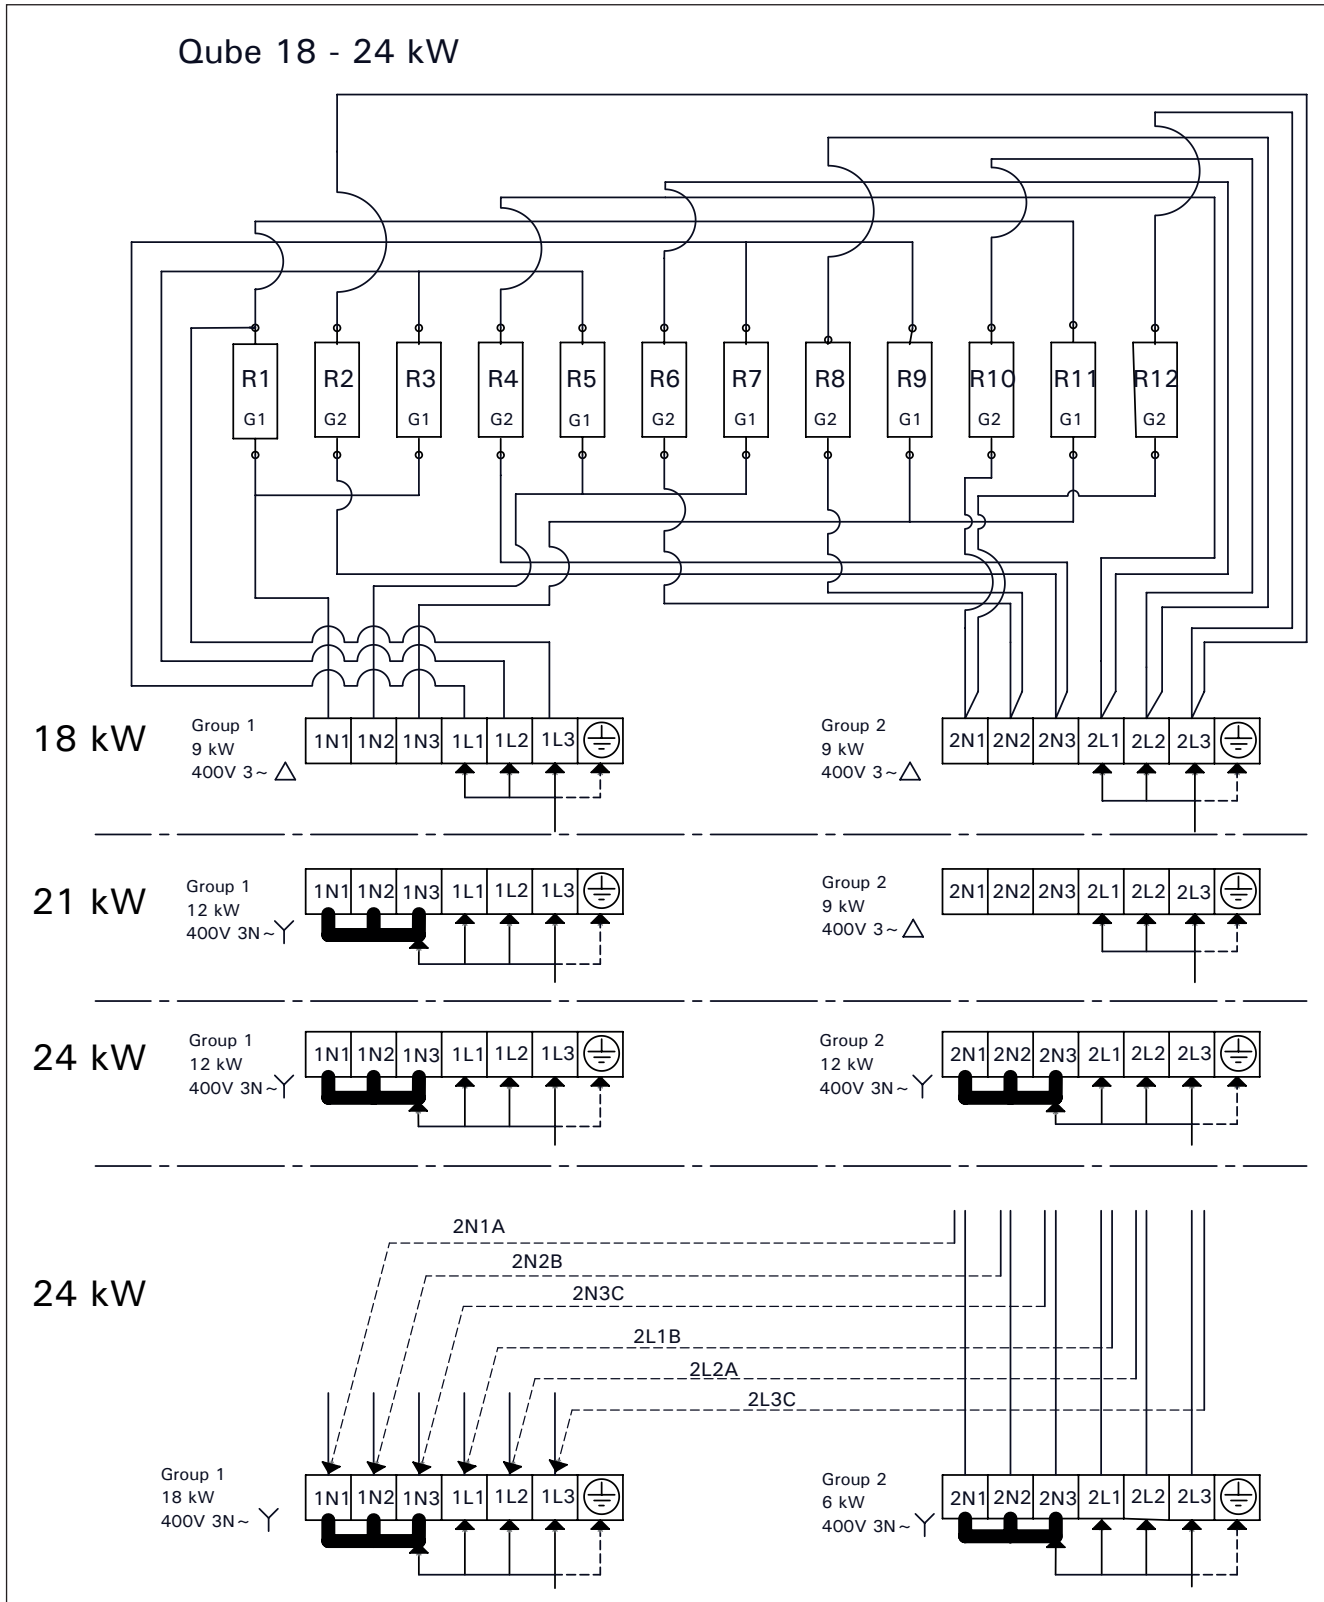 Qube 18 - 24 kW
R1 R2 R3 R4 R5 R6 R7 R8 R9 R10 R11 R12
G1 G2 G1 G2 G1 G2 G1 G2 G1 G2 G1 G2
18 kW
Group 1
9 kW
400V 3~
1N1 1N2 1N3 1L1 1L2 1L3
Group 2
9 kW
400V 3~
2N1 2N2 2N3 2L1 2L2 2L3
21 kW
Group 1
12 kW
400V 3N~
1N1 1N2 1N3 1L1 1L2 1L3
Group 2
9 kW
400V 3~
2N1 2N2 2N3 2L1 2L2 2L3
24 kW
Group 1
12 kW
400V 3N~
1N1 1N2 1N3 1L1 1L2 1L3
Group 2
12 kW
400V 3N~
2N1 2N2 2N3 2L1 2L2 2L3
24 kW
2N1A
2N2B
2N3C
2L1B
2L2A
2L3C
Group 1
18 kW
400V 3N~
1N1 1N2 1N3 1L1 1L2 1L3
Group 2
6 kW
400V 3N~
2N1 2N2 2N3 2L1 2L2 2L3